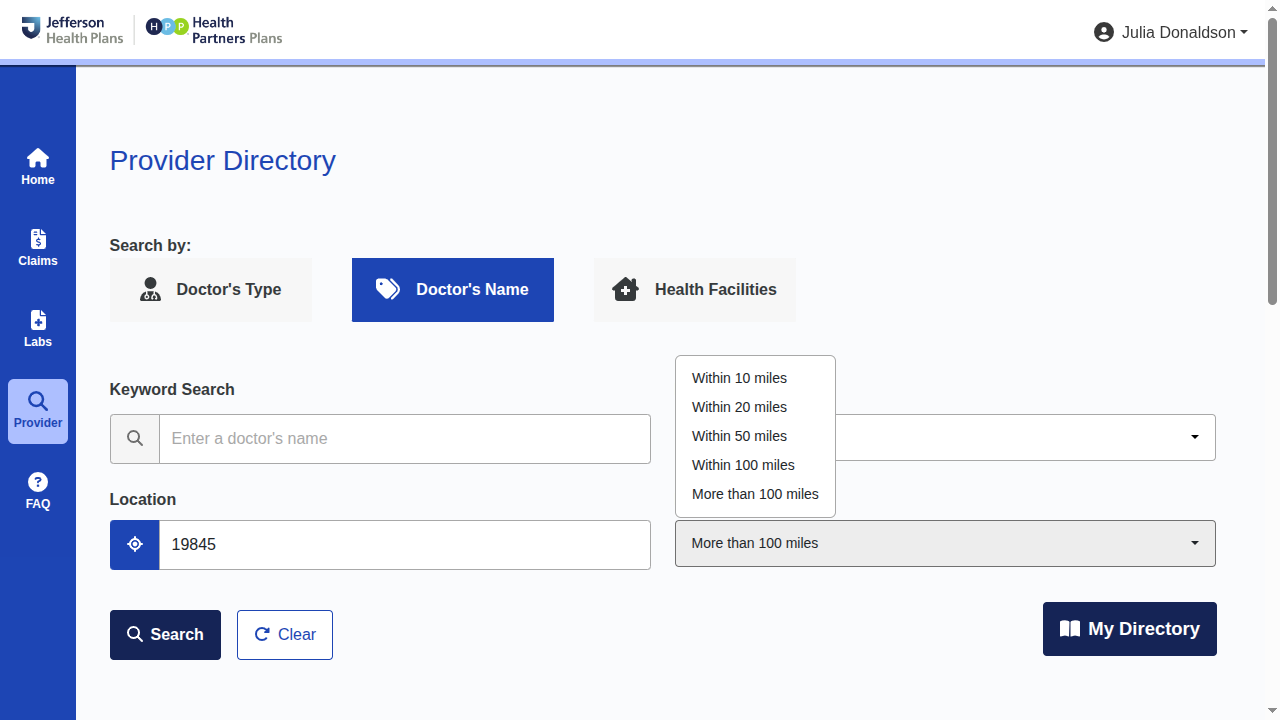 Jefferson
Health Plans
HPP
Health
Partners Plans
Julia Donaldson
Home
Claims
Labs
Provider
FAQ
Provider Directory
Search by:
Doctor's Type
Doctor's Name
Health Facilities
Keyword Search
Enter a doctor's name
Within 10 miles
Within 20 miles
Within 50 miles
Within 100 miles
More than 100 miles
Location
19845
More than 100 miles
Search
Clear
My Directory